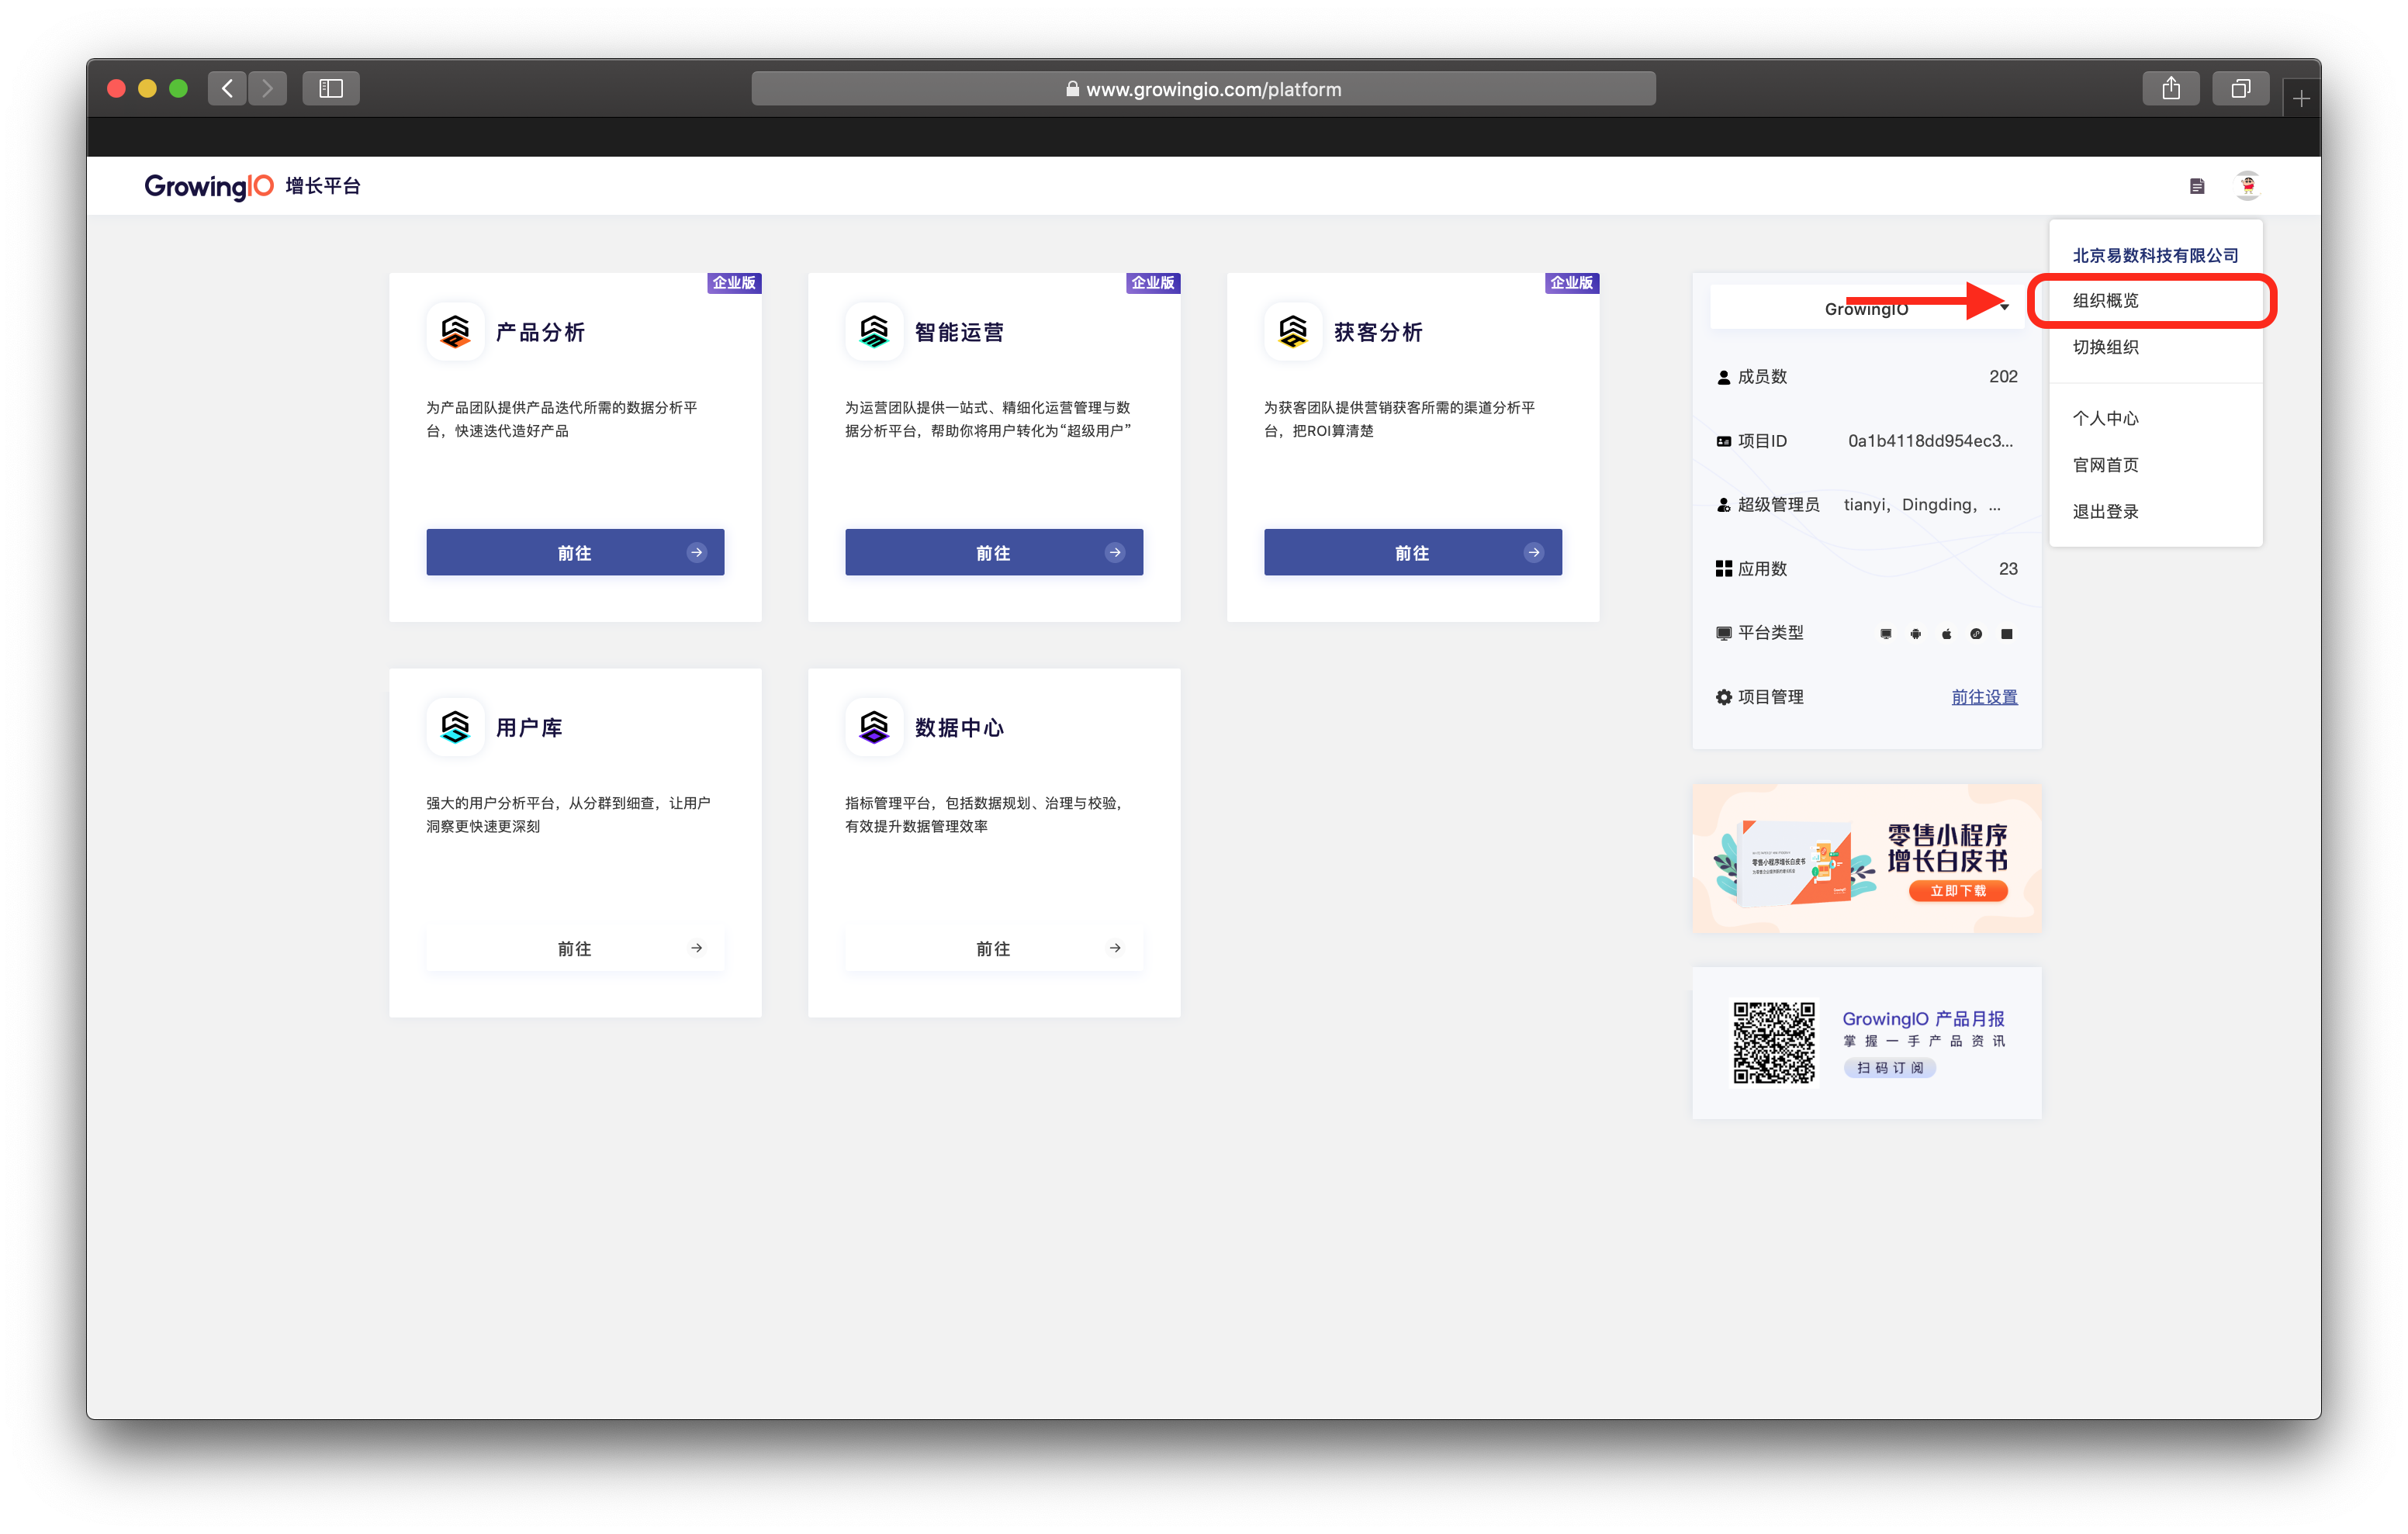 www.growingio.com/platform
GrowingIO 增长平台
北京易数科技有限公司
组织概览
切换组织
个人中心
官网首页
退出登录
企业版
产品分析
为产品团队提供产品迭代所需的数据分析平
台，快速迭代造好产品
前往
企业版
智能运营
为运营团队提供一站式、精细化运营管理与数
据分析平台，帮助你将用户转化为“超级用户”
前往
企业版
获客分析
为获客团队提供营销获客所需的渠道分析平
台，把ROI算清楚
前往
用户库
强大的用户分析平台，从分群到细查，让用户
洞察更快速更深刻
前往
数据中心
指标管理平台，包括数据规划、治理与校验，
有效提升数据管理效率
前往
GrowingIO
成员数 202
项目ID 0a1b4118dd954ec3...
超级管理员 tianyi，Dingding，...
应用数 23
平台类型
项目管理 前往设置
零售小程序增长白皮书
零售小程序
增长白皮书
立即下载
GrowingIO 产品月报
掌握一手产品资讯
扫码订阅